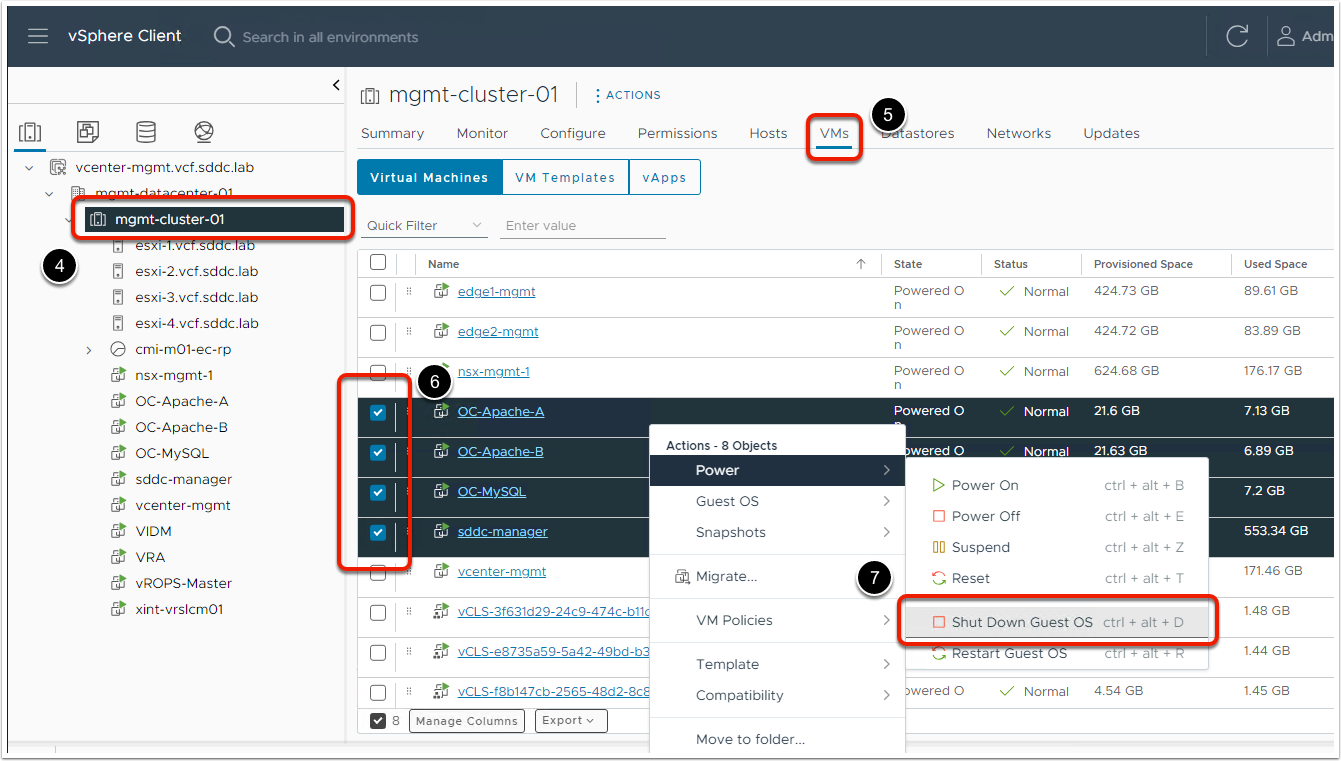 vSphere Client
Search in all environments
Adm
mgmt-cluster-01
ACTIONS
5
Summary Monitor Configure Permissions Hosts VMs Datastores Networks Updates
Virtual Machines VM Templates vApps
Quick Filter Enter value
vcenter-mgmt.vcf.sddc.lab
mgmt-datacenter-01
mgmt-cluster-01
4
esxi-1.vcf.sddc.lab
esxi-2.vcf.sddc.lab
esxi-3.vcf.sddc.lab
esxi-4.vcf.sddc.lab
cmi-m01-ec-rp
nsx-mgmt-1
OC-Apache-A
OC-Apache-B
OC-MySQL
sddc-manager
vcenter-mgmt
VIDM
VRA
vROPS-Master
xint-vrslcm01
Name State Status Provisioned Space Used Space
edge1-mgmt Powered O Normal 424.73 GB 89.61 GB
n
edge2-mgmt Powered O Normal 424.72 GB 83.89 GB
n
nsx-mgmt-1 Powered O Normal 624.68 GB 176.17 GB
n
6
OC-Apache-A Powered O Normal 21.6 GB 7.13 GB
OC-Apache-B Powered O Normal 21.63 GB 6.89 GB
OC-MySQL 7.2 GB
sddc-manager 553.34 GB
vcenter-mgmt 171.46 GB
vCLS-3f631d29-24c9-474c-b11c 1.48 GB
vCLS-e8735a59-5a42-49bd-b3 1.44 GB
vCLS-f8b147cb-2565-48d2-8c8 owered O Normal 4.54 GB 1.45 GB
8 Manage Columns Export
Actions - 8 Objects
Power
Guest OS
Snapshots
Migrate...
VM Policies
Template
Compatibility
Move to folder...
7
Power On ctrl + alt + B
Power Off ctrl + alt + E
Suspend ctrl + alt + Z
Reset ctrl + alt + T
Shut Down Guest OS ctrl + alt + D
Restart Guest OS ctrl + alt + R